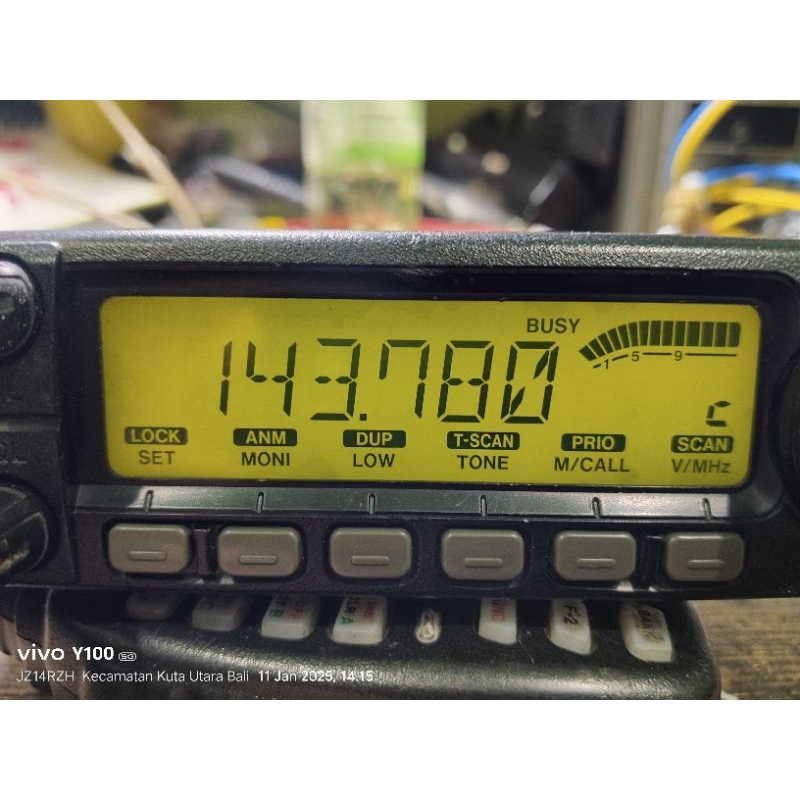 BUSY
143.780
1 5 9
C
LOCK ANM DUP T-SCAN PRIO SCAN
SET MONI LOW TONE M/CALL V/MHz
vivo Y100 5G
JZ14RZH Kecamatan Kuta Utara Bali 11 Jan 2025, 14.15